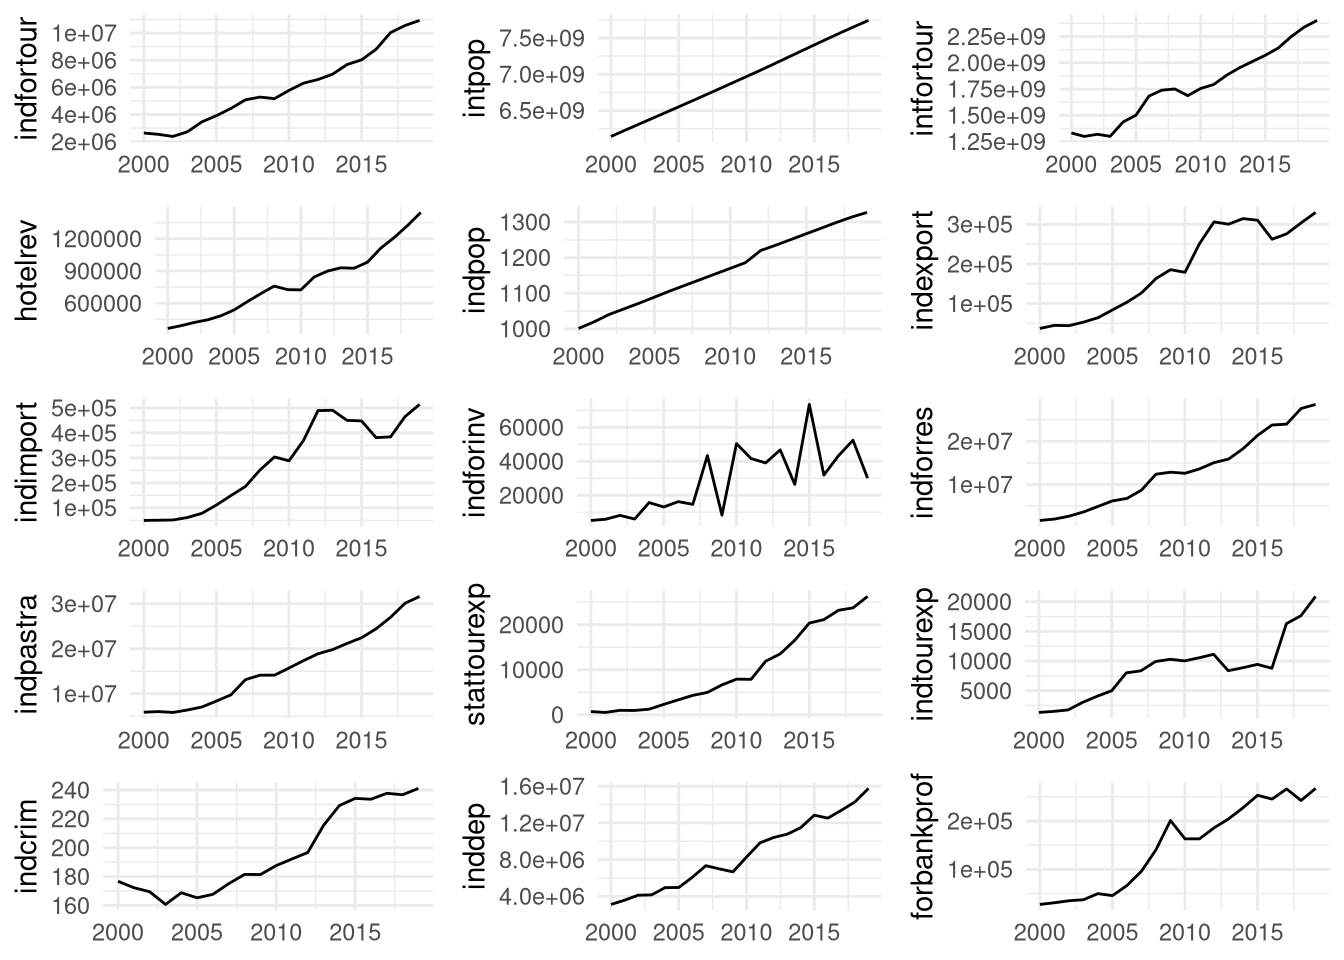 indfortour
1e+07
8e+06
6e+06
4e+06
2e+06
2000 2005 2010 2015
intpop
7.5e+09
7.0e+09
6.5e+09
2000 2005 2010 2015
intfortour
2.25e+09
2.00e+09
1.75e+09
1.50e+09
1.25e+09
2000 2005 2010 2015
hotelrev
1200000
900000
600000
2000 2005 2010 2015
indpop
1300
1200
1100
1000
2000 2005 2010 2015
indexport
3e+05
2e+05
1e+05
2000 2005 2010 2015
indimport
5e+05
4e+05
3e+05
2e+05
1e+05
2000 2005 2010 2015
indforinv
60000
40000
20000
2000 2005 2010 2015
indforres
2e+07
1e+07
2000 2005 2010 2015
indpastra
3e+07
2e+07
1e+07
2000 2005 2010 2015
stattourexp
20000
10000
0
2000 2005 2010 2015
indtourexp
20000
15000
10000
5000
2000 2005 2010 2015
indcrim
240
220
200
180
160
2000 2005 2010 2015
inddep
1.6e+07
1.2e+07
8.0e+06
4.0e+06
2000 2005 2010 2015
forbankprof
2e+05
1e+05
2000 2005 2010 2015